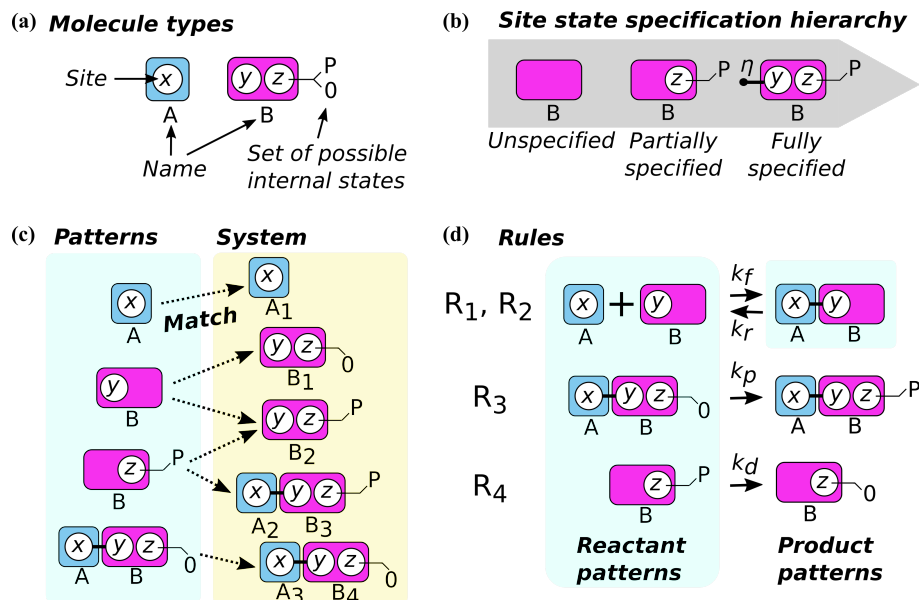 (a) Molecule types
Site
x
A
y z P
0
B
Name
Set of possible
internal states
(b) Site state specification hierarchy
B
z P
B
η y z P
B
Unspecified
Partially
specified
Fully
specified
(c) Patterns System
x
A
Match
x
A1
y
B
y z 0
B1
y z P
B2
z P
B
x y z P
A2 B3
x y z 0
A B
x y z 0
A3 B4
(d) Rules
R1, R2
x + y
A B
kf
kr
x y
A B
R3
x y z 0
A B
kp
x y z P
A B
R4
z P
B
kd
z 0
B
Reactant
patterns
Product
patterns